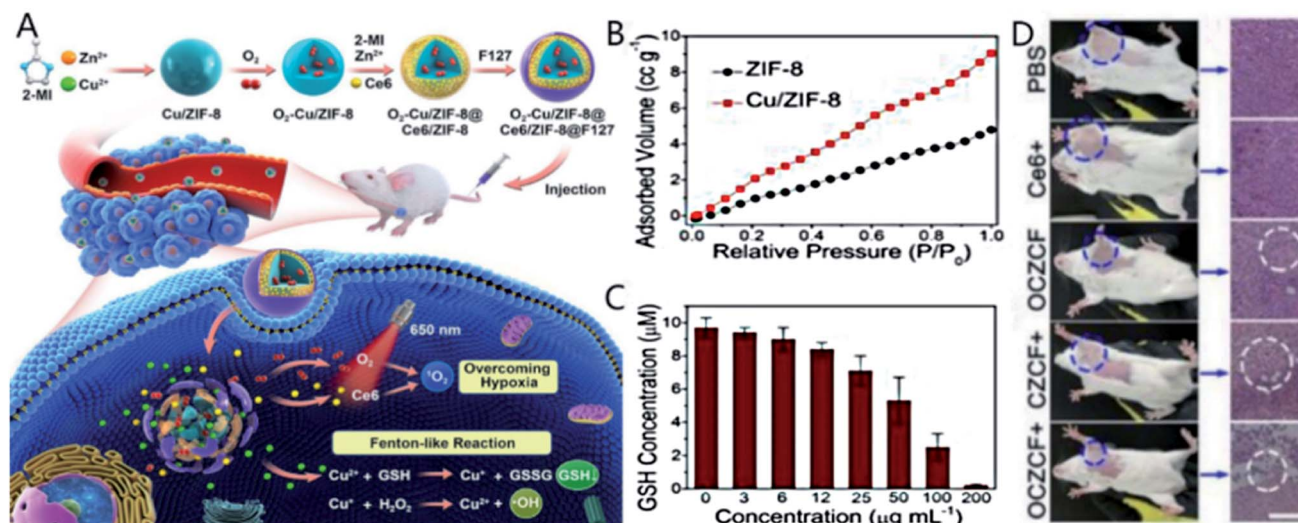 A
Zn²⁺
Cu²⁺
2-MI
Cu/ZIF-8
O₂
O₂-Cu/ZIF-8
2-MI
Zn²⁺
Ce6
O₂-Cu/ZIF-8@
Ce6/ZIF-8
F127
O₂-Cu/ZIF-8@
Ce6/ZIF-8@F127
Injection
650 nm
O₂
Ce6
¹O₂
Overcoming
Hypoxia
Fenton-like Reaction
Cu²⁺ + GSH → Cu⁺ + GSSG GSH↓
Cu⁺ + H₂O₂ → Cu²⁺ + •OH
B
Adsorbed Volume (cc g⁻¹)
10
8
6
4
2
0
ZIF-8
Cu/ZIF-8
0.0 0.2 0.4 0.6 0.8 1.0
Relative Pressure (P/P₀)
C
GSH Concentration (μM)
10
8
6
4
2
0
0 3 6 12 25 50 100 200
Concentration (μg mL⁻¹)
D
PBS
Ce6+
OCZCF
CZCF+
OCZCF+